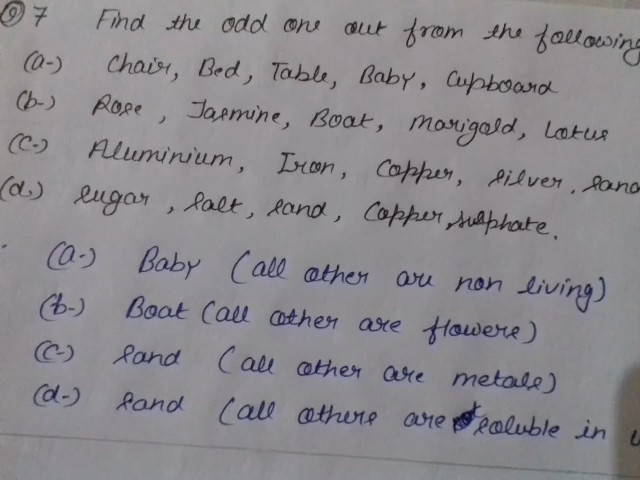 Q 7 Find the odd one out from the following
(a-) Chair, Bed, Table, Baby, Cupboard
(b-) Rose, Jasmine, Boat, Marigold, Lotus
(c-) Aluminium, Iron, Copper, silver, sand
(d.) sugar, salt, sand, Copper, sulphate.
(a-) Baby (all other are non living)
(b-) Boat (all other are flowers)
(c-) sand (all other are metals)
(d-) sand (all others are soluble in